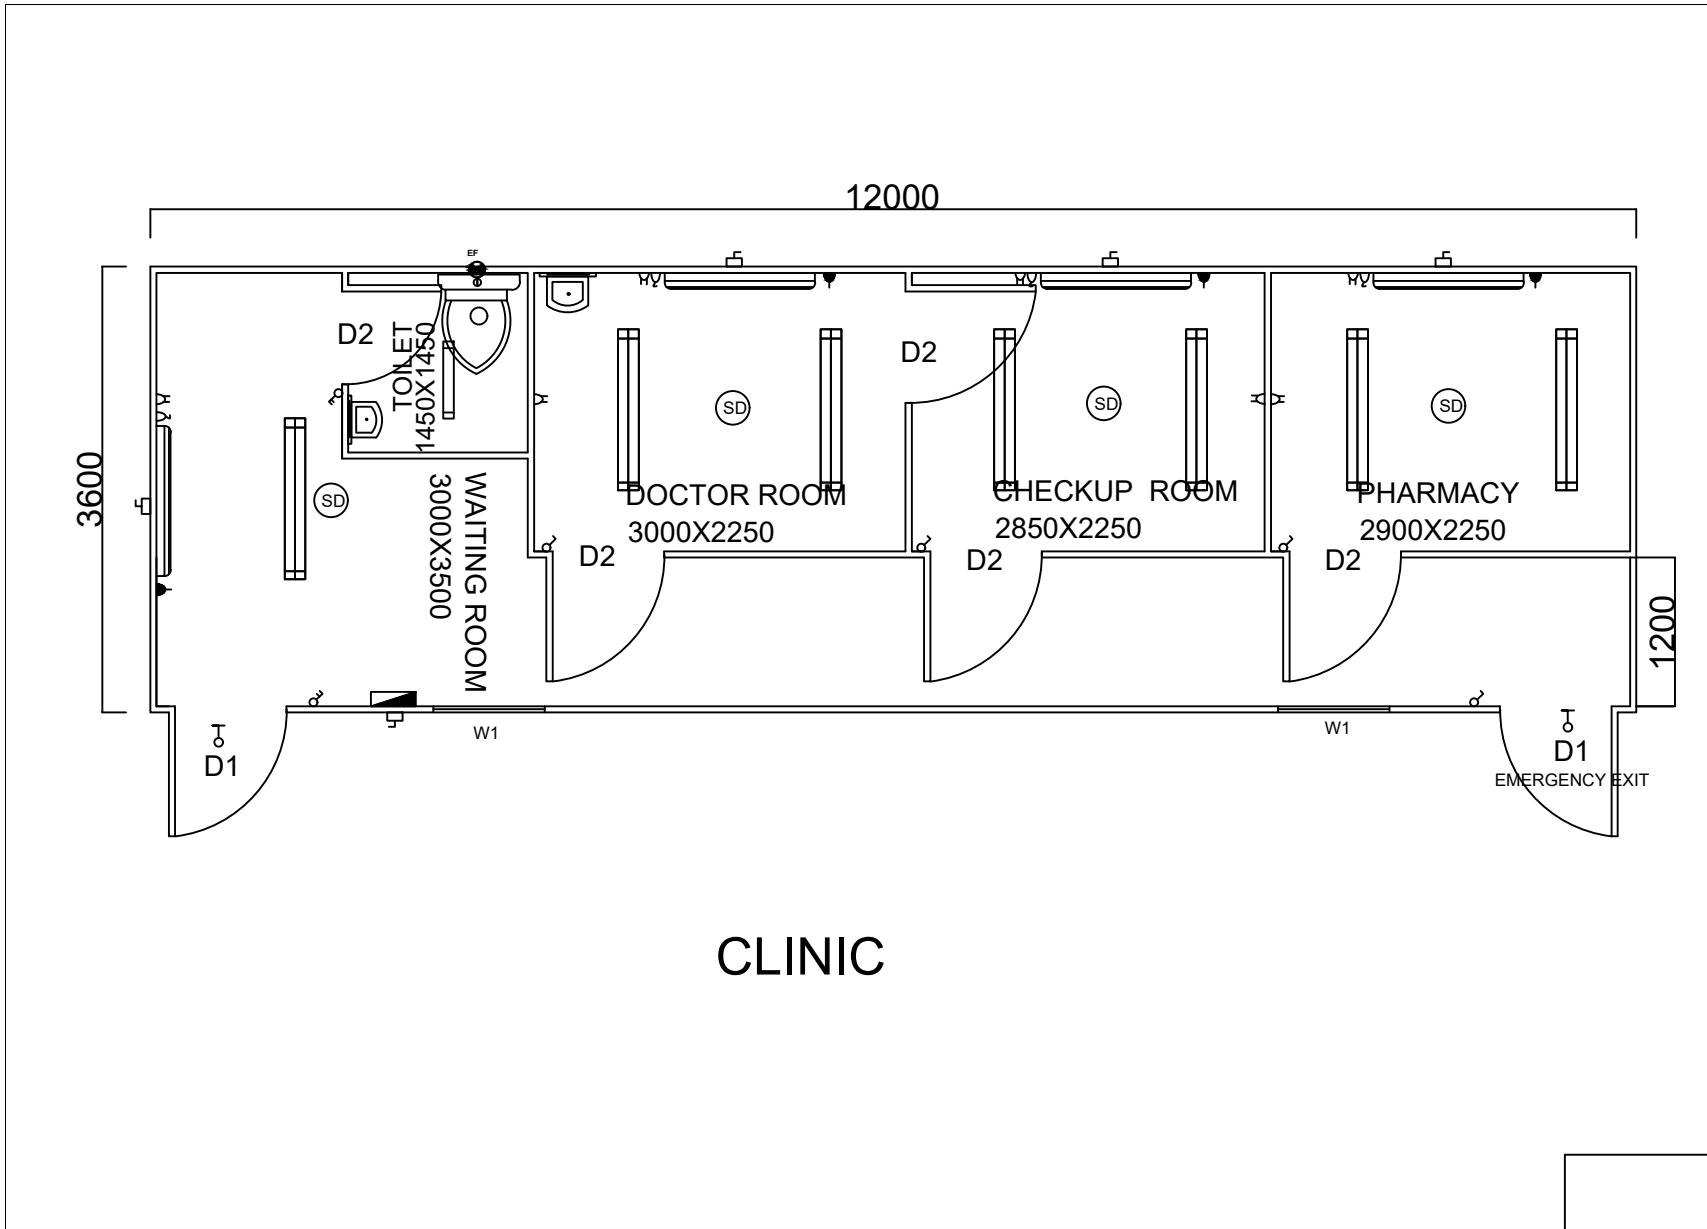 12000
EF
D2
TOILET
1450X1450
D2
SD
SD
SD
3600
SD
WAITING ROOM
3000X3500
DOCTOR ROOM
3000X2250
CHECKUP ROOM
2850X2250
PHARMACY
2900X2250
D2
D2
D2
1200
W1
W1
D1
D1
EMERGENCY EXIT
CLINIC